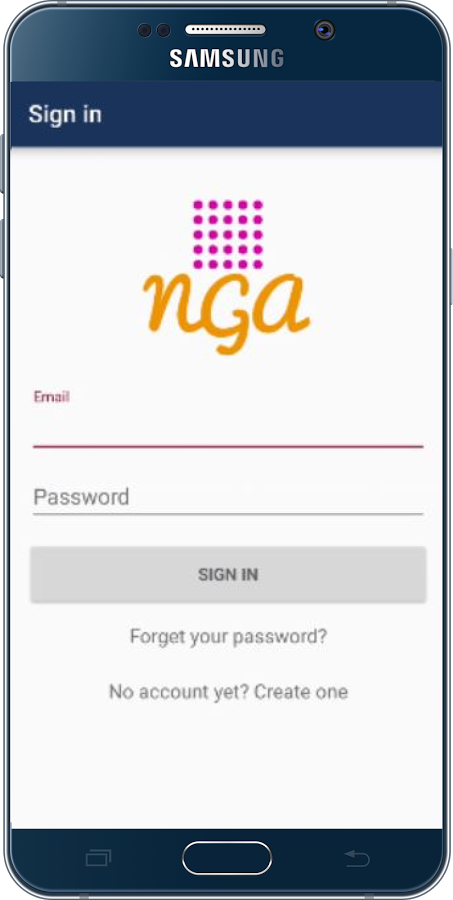 SAMSUNG
Sign in
nga
Email
Password
SIGN IN
Forget your password?
No account yet? Create one